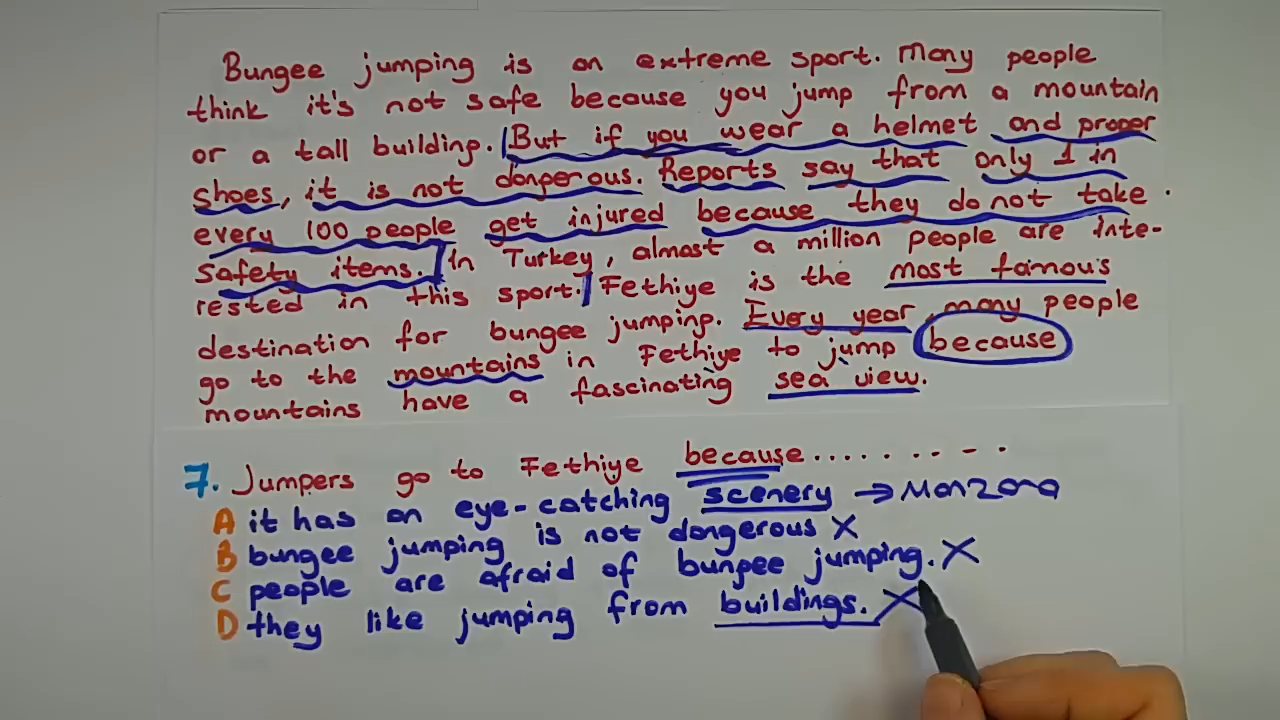 Bungee jumping is an extreme sport. Many people
think it's not safe because you jump from a mountain
or a tall building. But if you wear a helmet and proper
shoes, it is not dangerous. Reports say that only 1 in
every 100 people get injured because they do not take
safety items. In Turkey, almost a million people are inte-
rested in this sport. Fethiye is the most famous
destination for bungee jumping. Every year, many people
go to the mountains in Fethiye to jump because
mountains have a fascinating sea view.
7. Jumpers go to Fethiye because.........
A it has an eye-catching scenery → Manzara
B bungee jumping is not dangerous X
C people are afraid of bungee jumping. X
D they like jumping from buildings. X